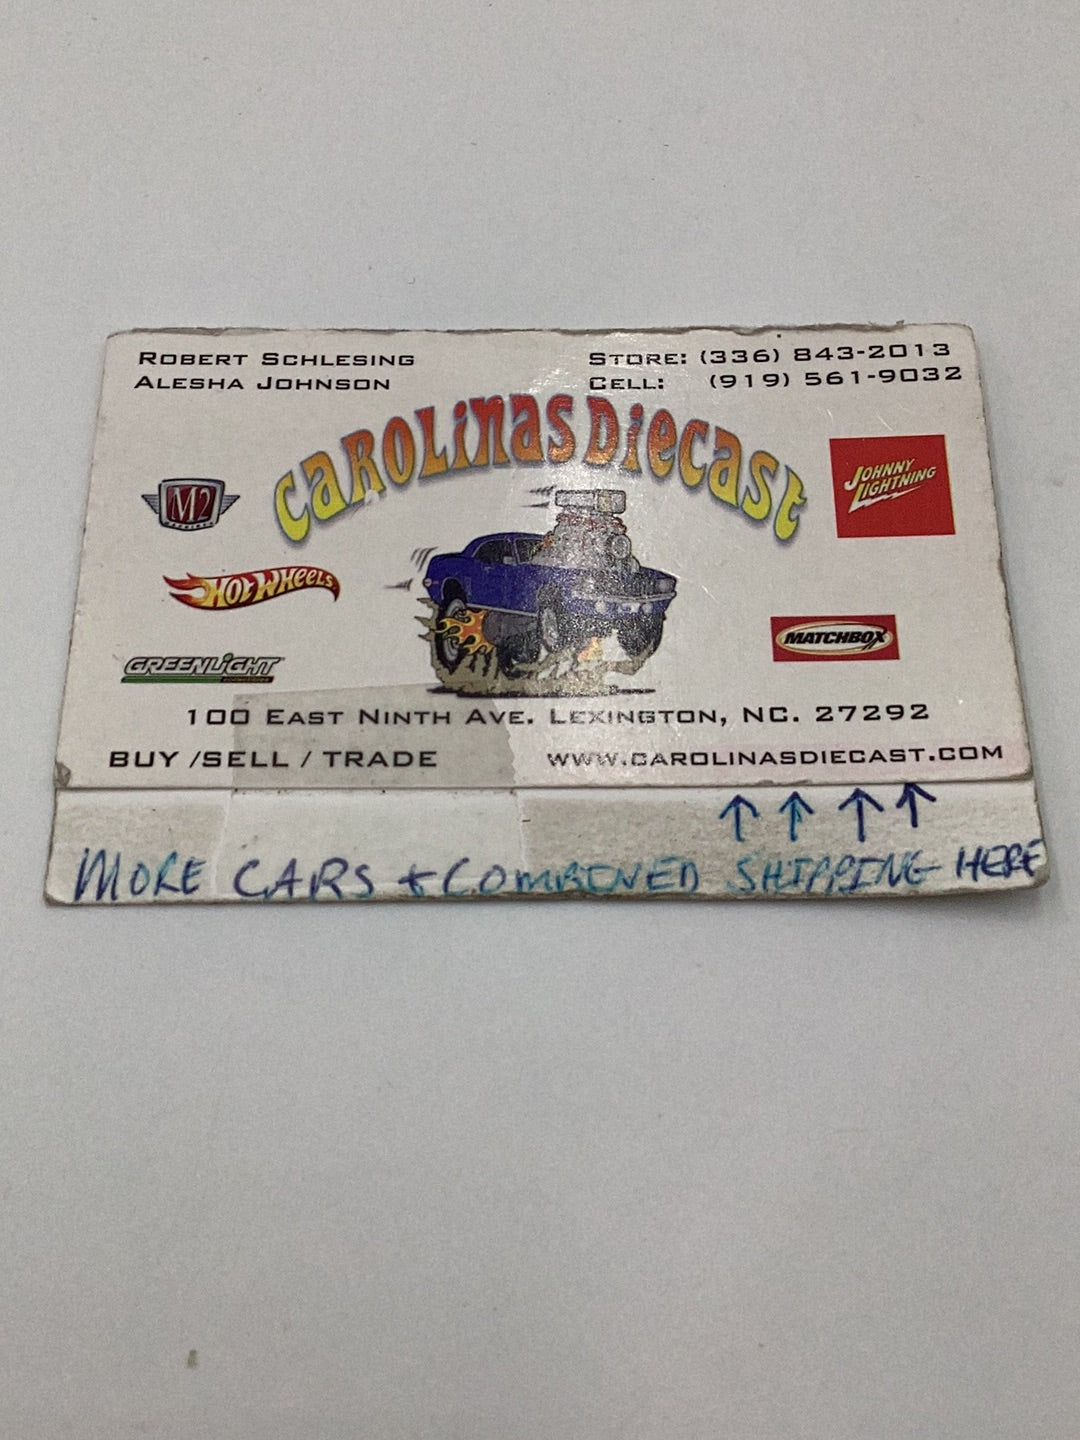 ROBERT SCHLESING
ALESHA JOHNSON
STORE: (336) 843-2013
CELL: (919) 561-9032
CAROLINAS DIECAST
M2
JOHNNY
LIGHTNING
HOT WHEELS
MATCHBOX
GREENLIGHT
100 EAST NINTH AVE. LEXINGTON, NC. 27292
BUY /SELL / TRADE
WWW.CAROLINASDIECAST.COM
↑ ↑ ↑ ↑
MORE CARS & COMBINED SHIPPING HERE